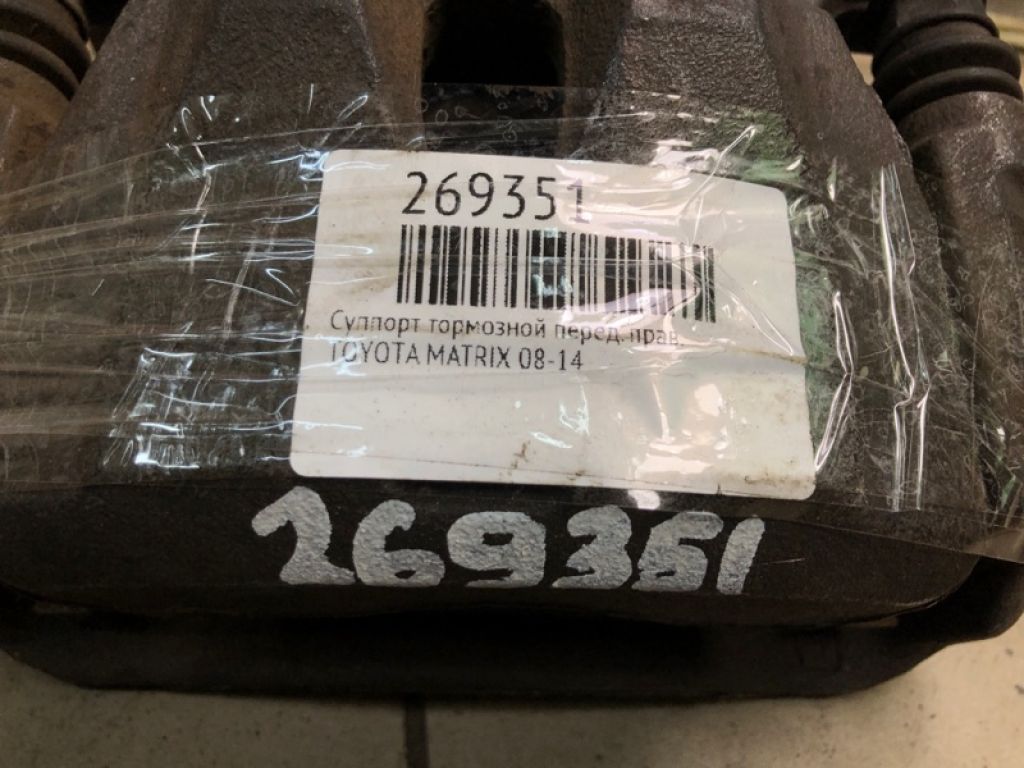 269351
Суппорт тормозной перед. прав.
TOYOTA MATRIX 08-14
269351